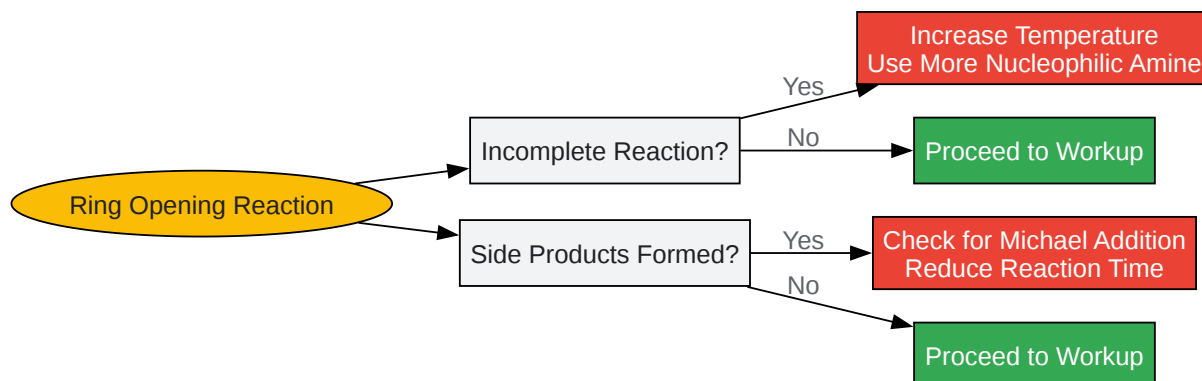 Ring Opening Reaction
Incomplete Reaction?
Yes
Increase Temperature
Use More Nucleophilic Amine
No
Proceed to Workup
Side Products Formed?
Yes
Check for Michael Addition
Reduce Reaction Time
No
Proceed to Workup